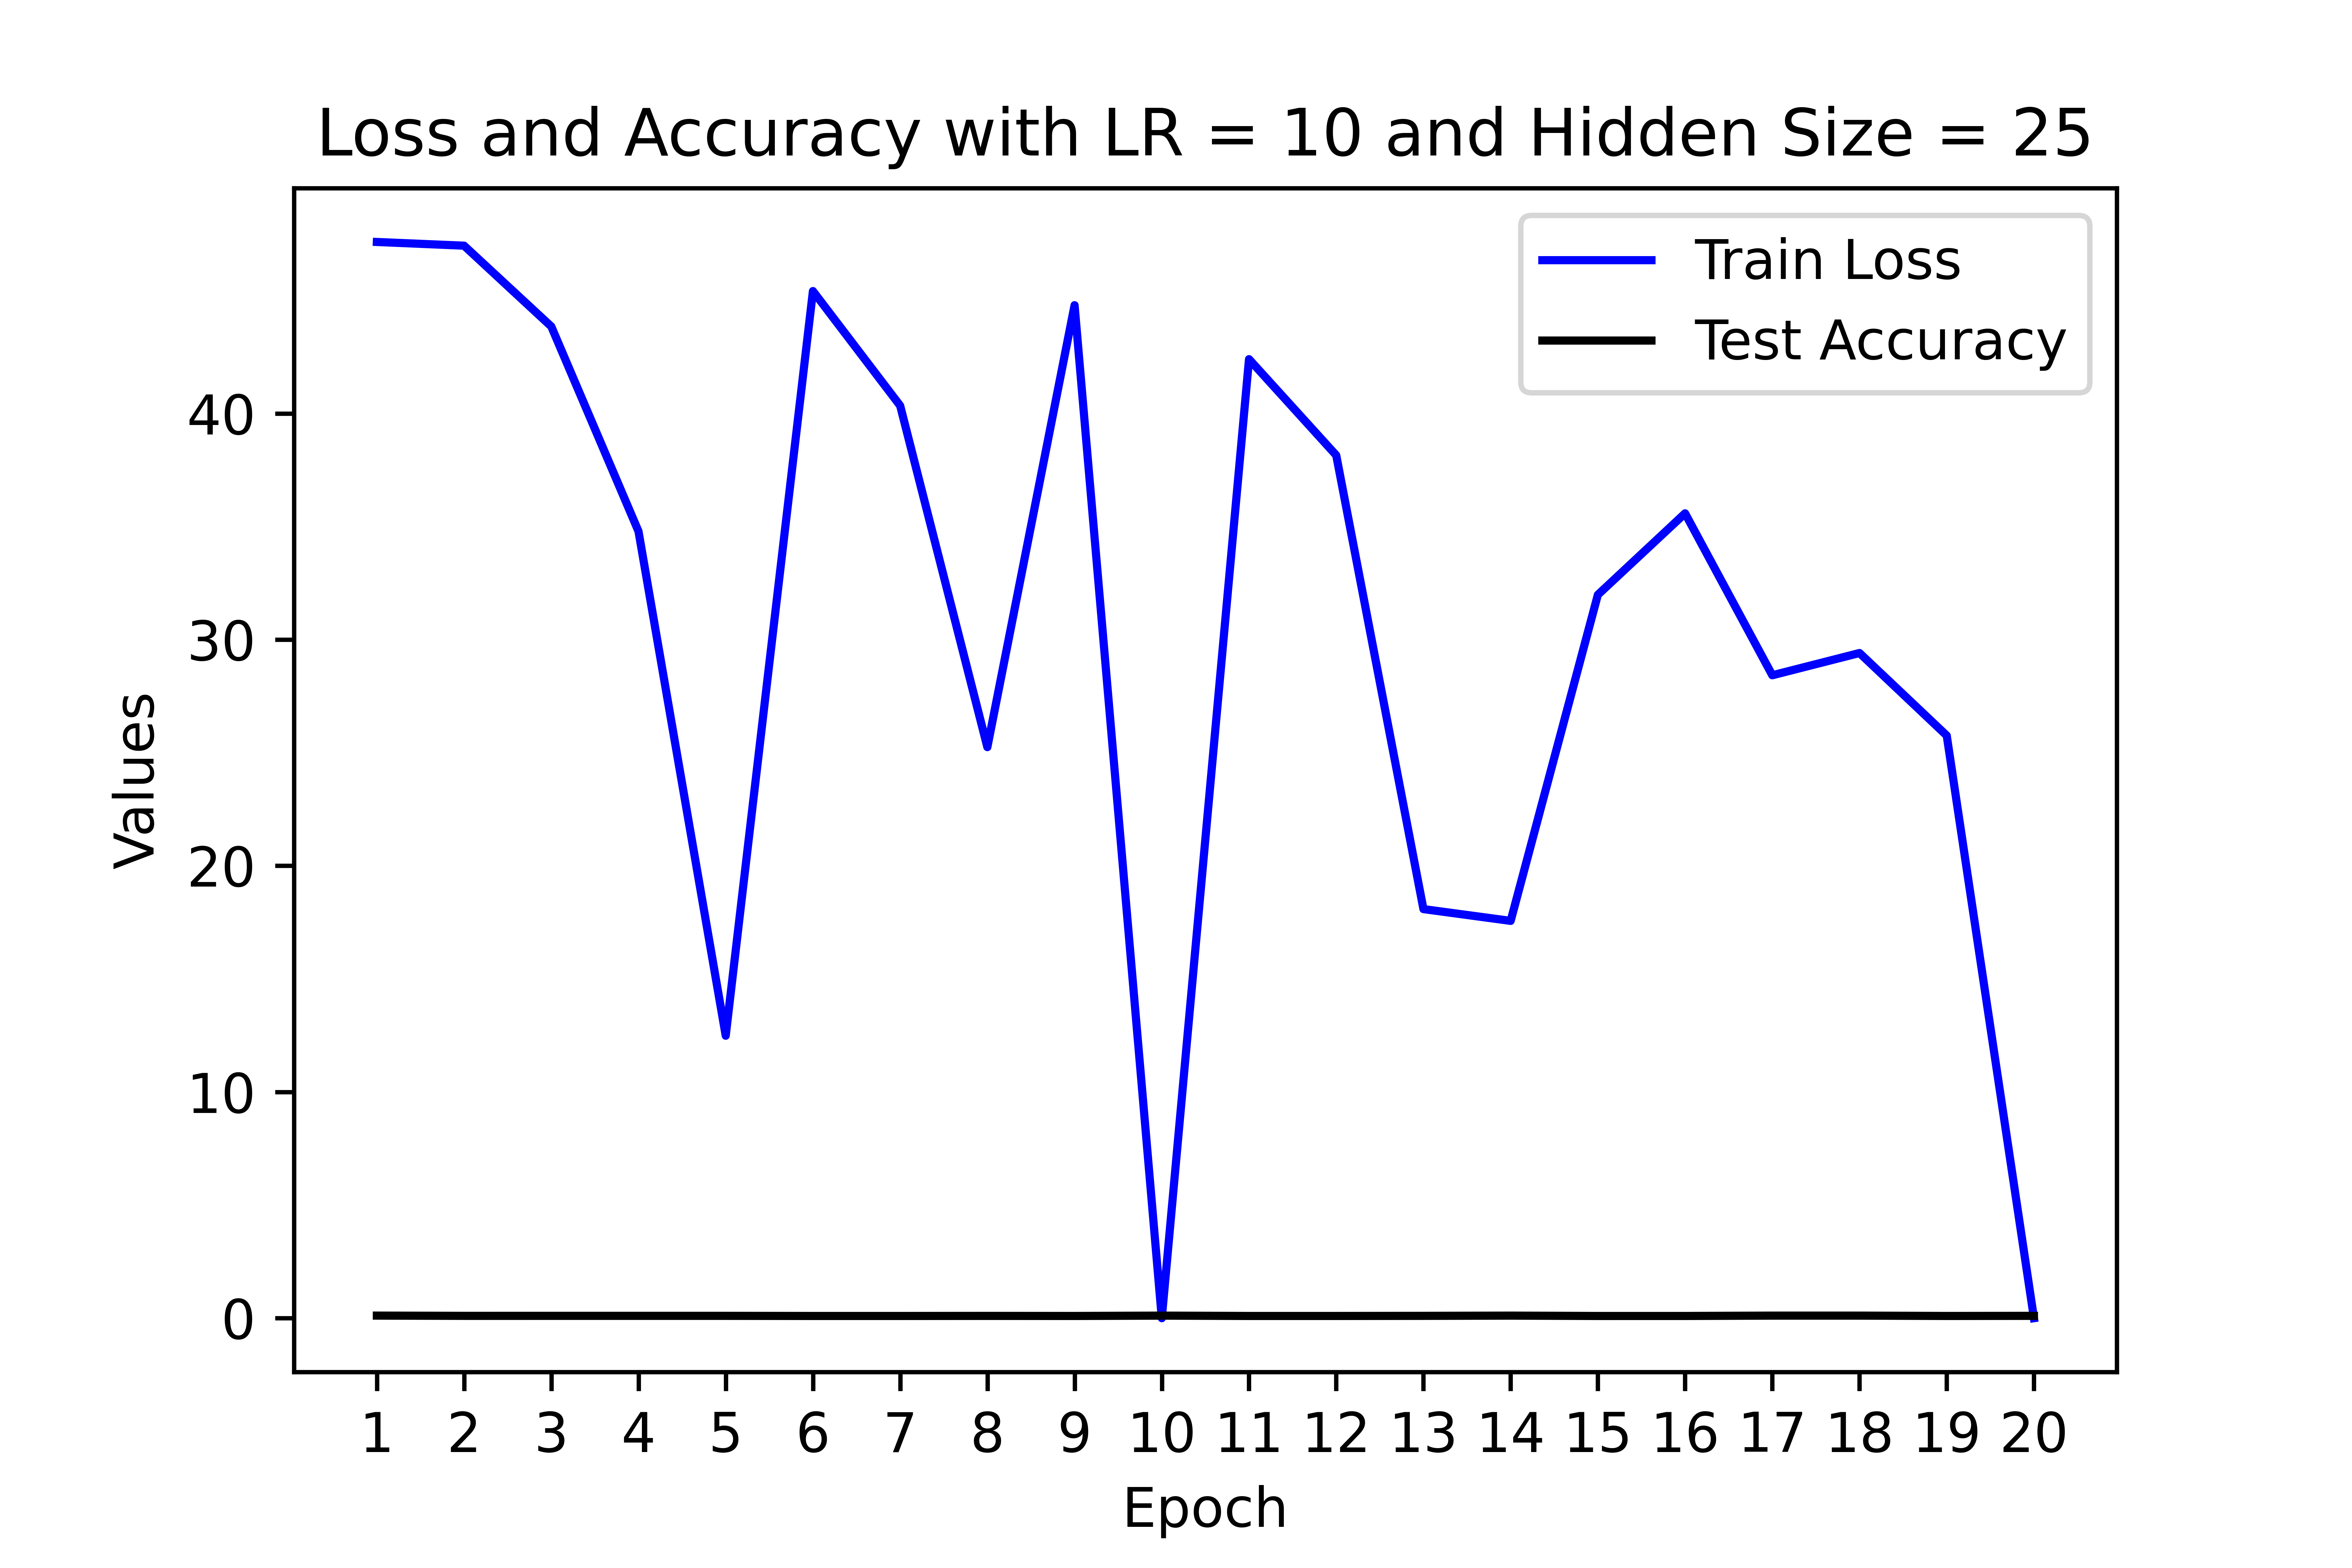 Loss and Accuracy with LR = 10 and Hidden Size = 25
Train Loss
Test Accuracy
40
30
20
10
0
Values
1 2 3 4 5 6 7 8 9 10 11 12 13 14 15 16 17 18 19 20
Epoch